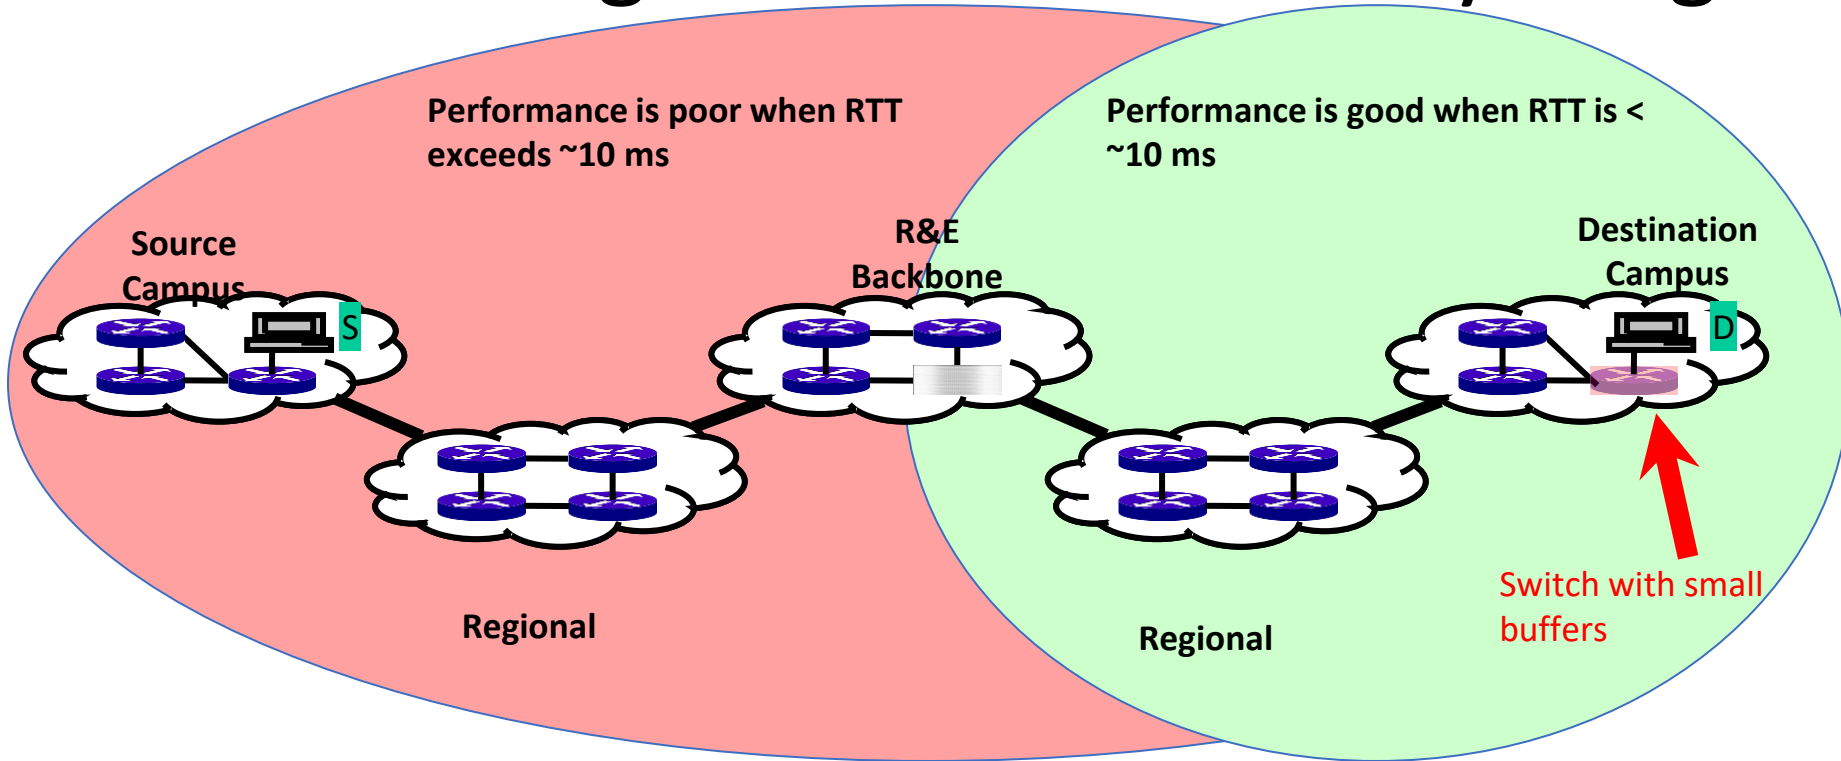 Performance is poor when RTT
exceeds ~10 ms
Performance is good when RTT is <
~10 ms
Source
Campus
R&E
Backbone
Destination
Campus
S
D
Regional
Regional
Switch with small
buffers